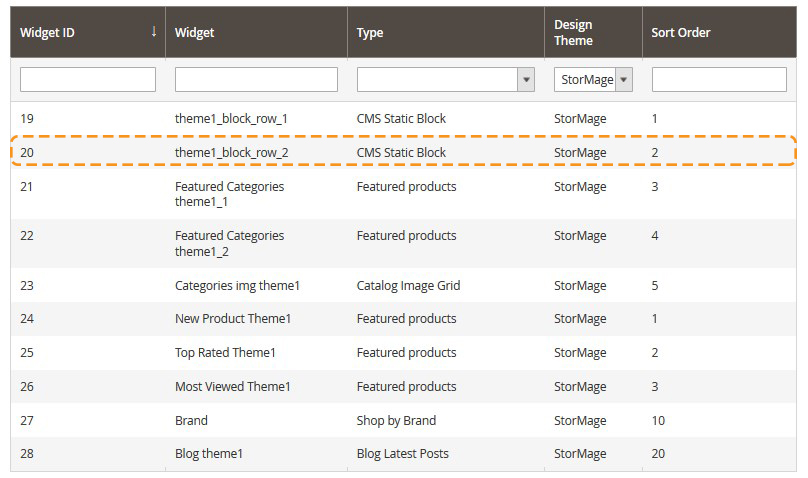 Widget ID ↓ Widget Type Design Theme Sort Order
StorMage
19 theme1_block_row_1 CMS Static Block StorMage 1
20 theme1_block_row_2 CMS Static Block StorMage 2
21 Featured Categories theme1_1 Featured products StorMage 3
22 Featured Categories theme1_2 Featured products StorMage 4
23 Categories img theme1 Catalog Image Grid StorMage 5
24 New Product Theme1 Featured products StorMage 1
25 Top Rated Theme1 Featured products StorMage 2
26 Most Viewed Theme1 Featured products StorMage 3
27 Brand Shop by Brand StorMage 10
28 Blog theme1 Blog Latest Posts StorMage 20